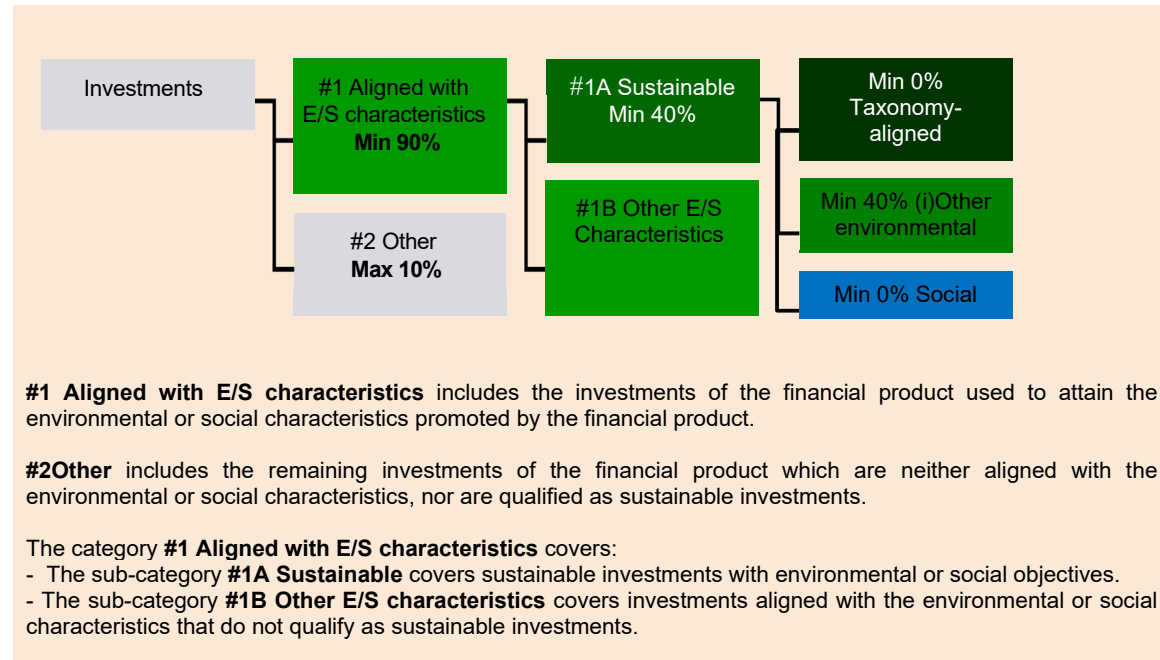 Investments
#1 Aligned with
E/S characteristics
Min 90%
#2 Other
Max 10%
#1A Sustainable
Min 40%
#1B Other E/S
Characteristics
Min 0%
Taxonomy-
aligned
Min 40% (i)Other
environmental
Min 0% Social
#1 Aligned with E/S characteristics includes the investments of the financial product used to attain the
environmental or social characteristics promoted by the financial product.
#2Other includes the remaining investments of the financial product which are neither aligned with the
environmental or social characteristics, nor are qualified as sustainable investments.
The category #1 Aligned with E/S characteristics covers:
- The sub-category #1A Sustainable covers sustainable investments with environmental or social objectives.
- The sub-category #1B Other E/S characteristics covers investments aligned with the environmental or social
characteristics that do not qualify as sustainable investments.